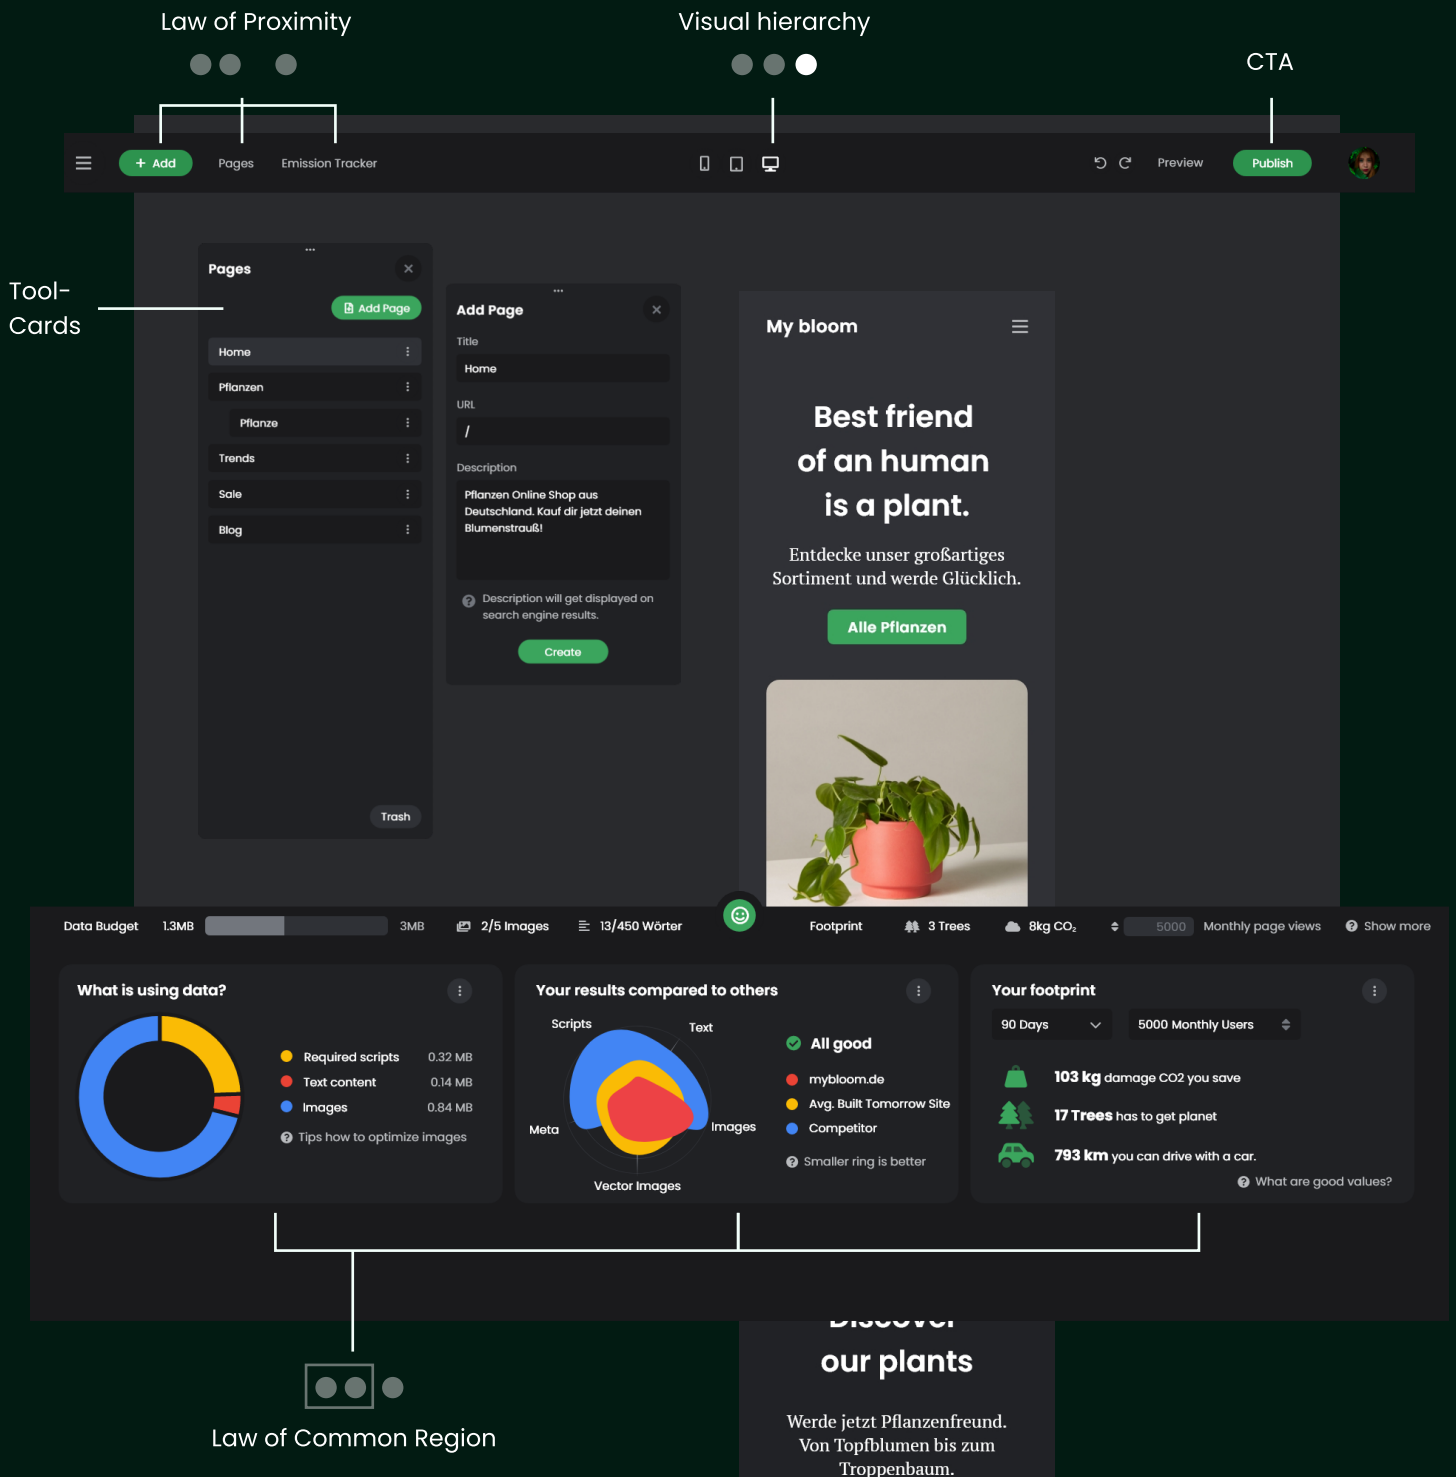 Law of Proximity
Visual hierarchy
CTA
+ Add
Pages
Emission Tracker
Preview
Publish
Tool-
Cards
Pages
Add Page
Home
Pflanzen
Pflanze
Trends
Sale
Blog
Trash
Add Page
Title
Home
URL
/
Description
Pflanzen Online Shop aus
Deutschland. Kauf dir jetzt deinen
Blumenstrauß!
Description will get displayed on
search engine results.
Create
My bloom
Best friend
of an human
is a plant.
Entdecke unser großartiges
Sortiment und werde Glücklich.
Alle Pflanzen
Data Budget
1.3MB
3MB
2/5 Images
13/450 Wörter
Footprint
3 Trees
8kg CO₂
5000
Monthly page views
Show more
What is using data?
Required scripts 0.32 MB
Text content 0.14 MB
Images 0.84 MB
Tips how to optimize images
Your results compared to others
Scripts
Text
Meta
Images
Vector Images
All good
mybloom.de
Avg. Built Tomorrow Site
Competitor
Smaller ring is better
Your footprint
90 Days
5000 Monthly Users
103 kg damage CO2 you save
17 Trees has to get planet
793 km you can drive with a car.
What are good values?
Law of Common Region
Discover
our plants
Werde jetzt Pflanzenfreund.
Von Topfblumen bis zum
Troppenbaum.